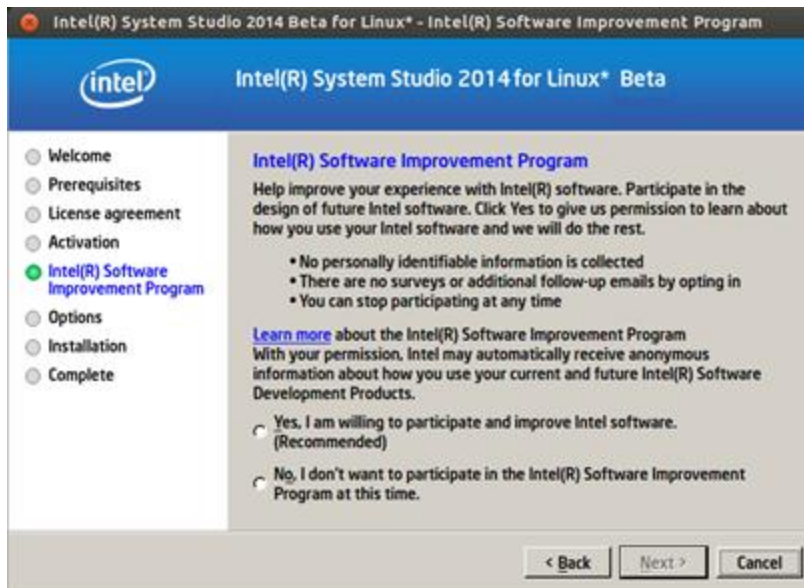 Intel(R) System Studio 2014 Beta for Linux* - Intel(R) Software Improvement Program
intel
Intel(R) System Studio 2014 for Linux* Beta
Welcome
Prerequisites
License agreement
Activation
Intel(R) Software
Improvement Program
Options
Installation
Complete
Intel(R) Software Improvement Program
Help improve your experience with Intel(R) software. Participate in the
design of future Intel software. Click Yes to give us permission to learn about
how you use your Intel software and we will do the rest.
• No personally identifiable information is collected
• There are no surveys or additional follow-up emails by opting in
• You can stop participating at any time
Learn more about the Intel(R) Software Improvement Program
With your permission, Intel may automatically receive anonymous
information about how you use your current and future Intel(R) Software
Development Products.
Yes, I am willing to participate and improve Intel software.
(Recommended)
No, I don't want to participate in the Intel(R) Software Improvement
Program at this time.
< Back
Next >
Cancel